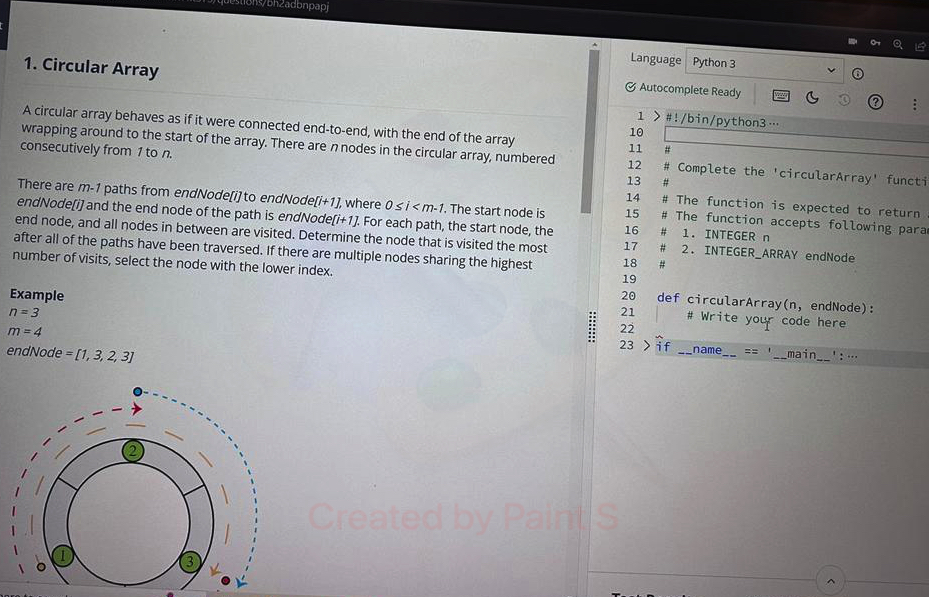 questions/bh2adbnpapj
1. Circular Array
A circular array behaves as if it were connected end-to-end, with the end of the array
wrapping around to the start of the array. There are n nodes in the circular array, numbered
consecutively from 1 to n.
There are m-1 paths from endNode[i] to endNode[i+1], where 0 ≤ i < m-1. The start node is
endNode[i] and the end node of the path is endNode[i+1]. For each path, the start node, the
end node, and all nodes in between are visited. Determine the node that is visited the most
after all of the paths have been traversed. If there are multiple nodes sharing the highest
number of visits, select the node with the lower index.
Example
n = 3
m = 4
endNode = [1, 3, 2, 3]
2
1
3
Language Python 3
Autocomplete Ready
1 > #!/bin/python3 ...
10
11 #
12 # Complete the 'circularArray' functi
13 #
14 # The function is expected to return
15 # The function accepts following para
16 # 1. INTEGER n
17 # 2. INTEGER_ARRAY endNode
18 #
19
20 def circularArray(n, endNode):
21 # Write your code here
22
23 > if __name__ == '__main__': ...
Created by Paint S